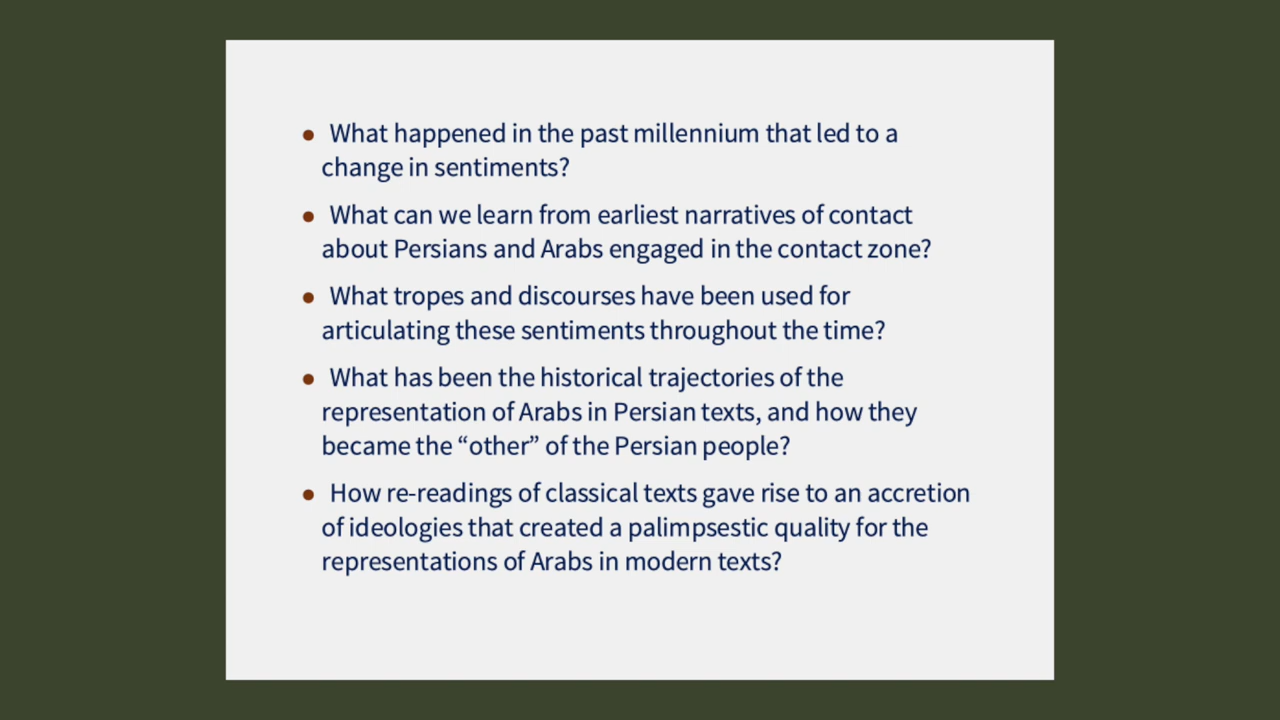 • What happened in the past millennium that led to a
change in sentiments?
• What can we learn from earliest narratives of contact
about Persians and Arabs engaged in the contact zone?
• What tropes and discourses have been used for
articulating these sentiments throughout the time?
• What has been the historical trajectories of the
representation of Arabs in Persian texts, and how they
became the “other” of the Persian people?
• How re-readings of classical texts gave rise to an accretion
of ideologies that created a palimpsestic quality for the
representations of Arabs in modern texts?